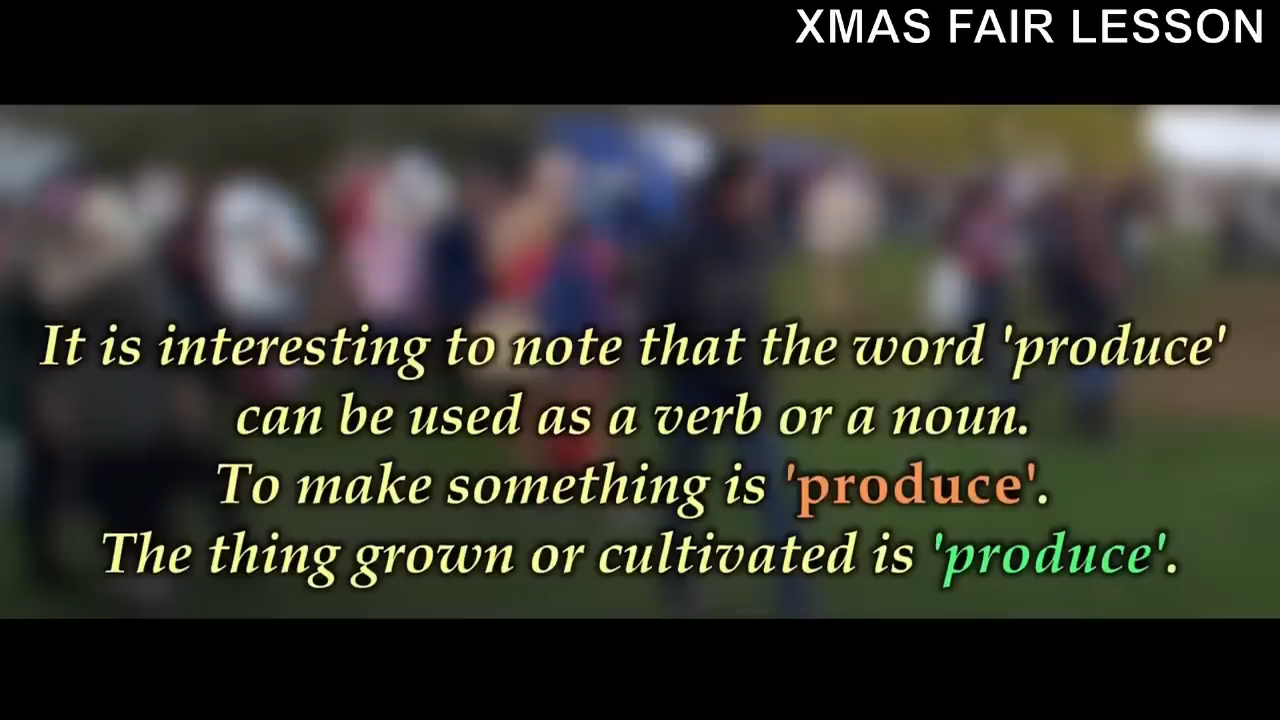 XMAS FAIR LESSON
It is interesting to note that the word 'produce'
can be used as a verb or a noun.
To make something is 'produce'.
The thing grown or cultivated is 'produce'.